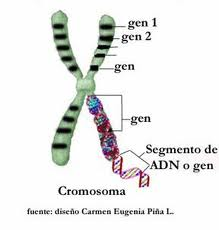 gen 1
gen 2
gen
gen
Segmento de
ADN o gen
Cromosoma
fuente: diseño Carmen Eugenia Piña L.